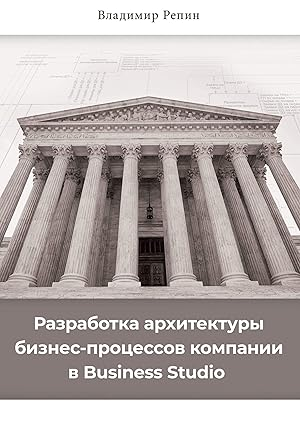 Владимир Репин
Разработка архитектуры
бизнес-процессов компании
в Business Studio